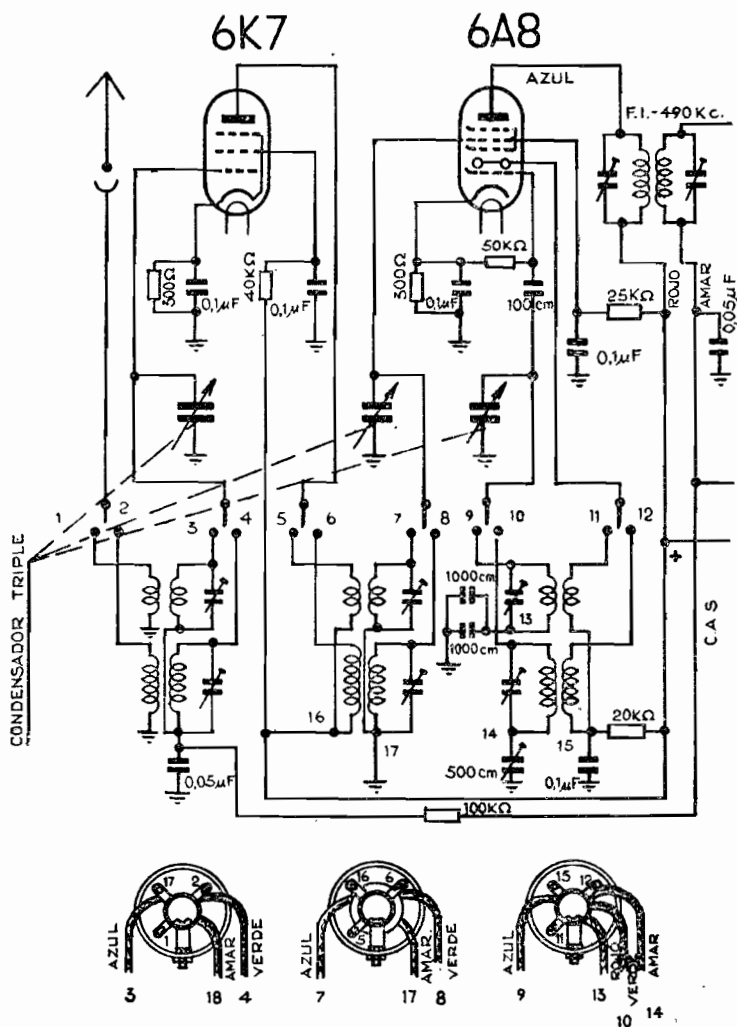 6K7
6A8
AZUL
F.I.-490Kc.
300Ω
0,1µF
40KΩ
0,1µF
300Ω
0,1µF
50KΩ
100cm
25KΩ
0,1µF
ROJO
AMAR
0,05µF
1
2
3
4
5
6
7
8
9
10
11
12
+
CONDENSADOR TRIPLE
1000cm
1000cm
13
CAS
16
17
14
15
20KΩ
0,05µF
500cm
0,1µF
100KΩ
17
2
1
AZUL
AMAR
VERDE
3
18
4
16
6
5
AZUL
AMAR.
VERDE
7
17
8
15
12
11
AZUL
ROJO
VERDE
AMAR
9
13
10
14